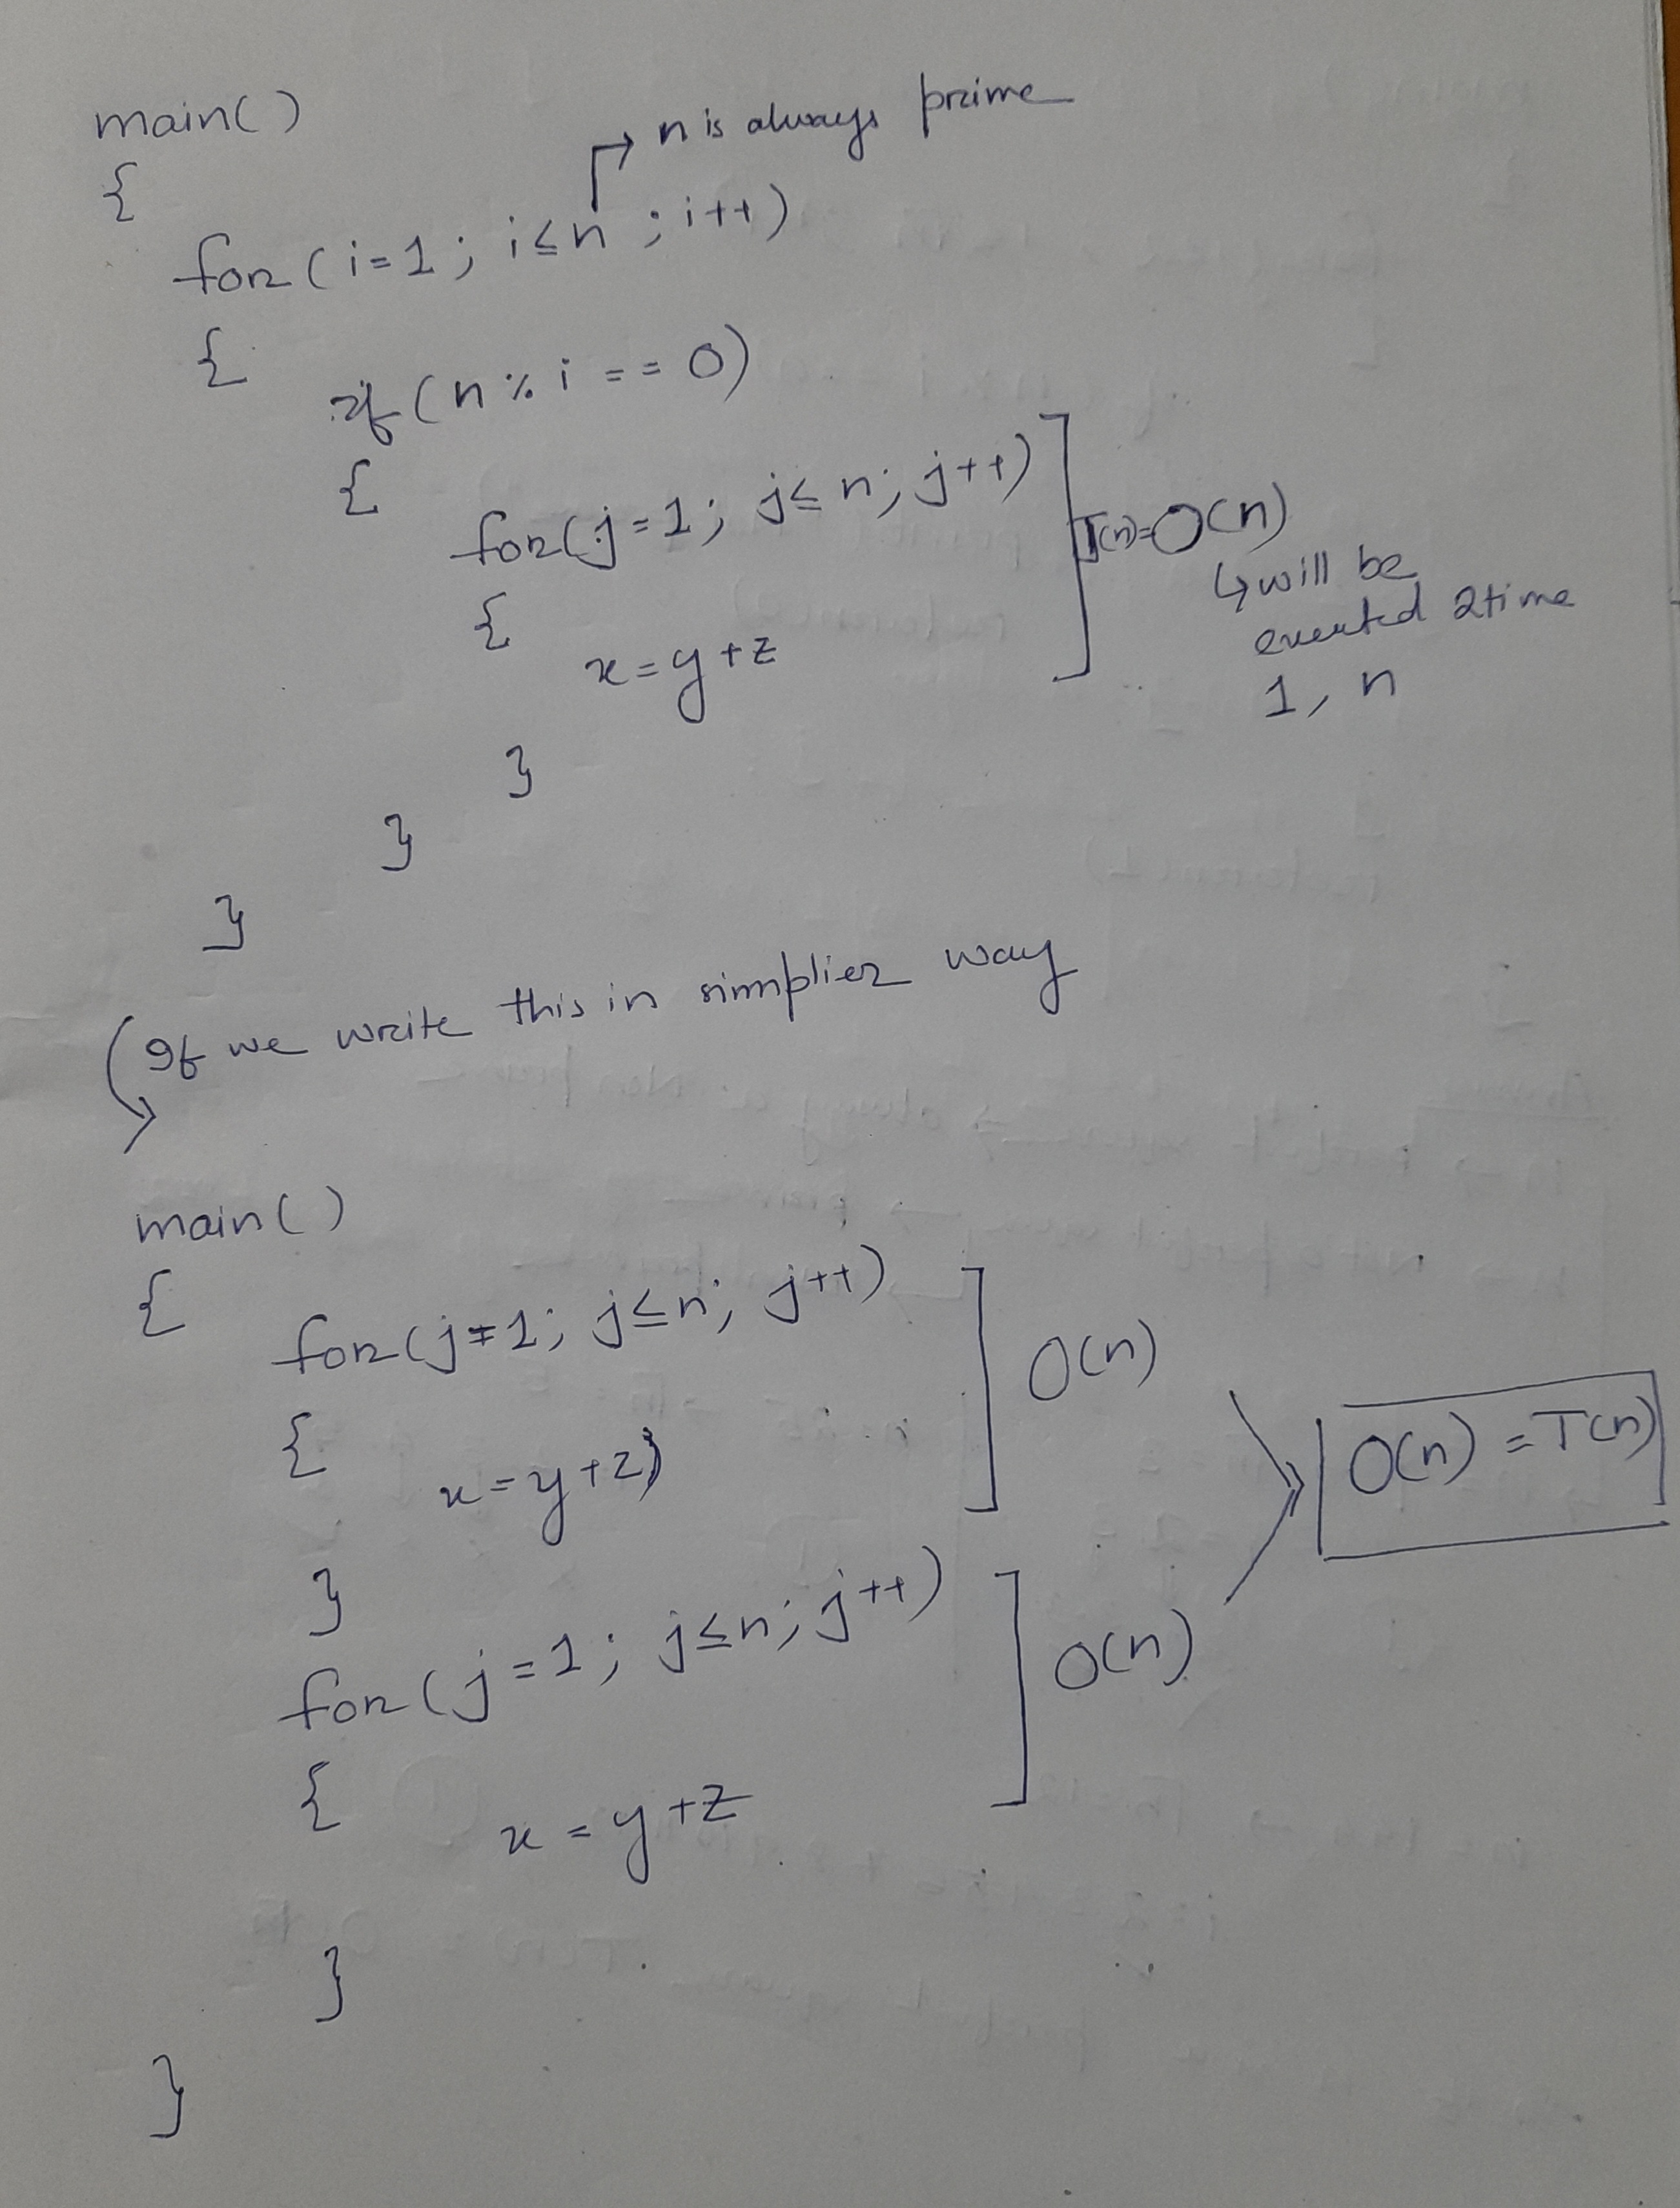 main()
n is always prime
{
for(i=1; i≤n; i++)
{
if(n%i==0)
{
for(j=1; j≤n; j++)
T(n)=O(n)
{
will be
executed 2time
x=y+z
1, n
}
}
}
If we write this in simplier way
main()
{
for(j=1; j≤n; j++)
O(n)
{
x=y+z;
O(n) = T(n)
}
for(j=1; j≤n; j++)
O(n)
{
x=y+z
}
}